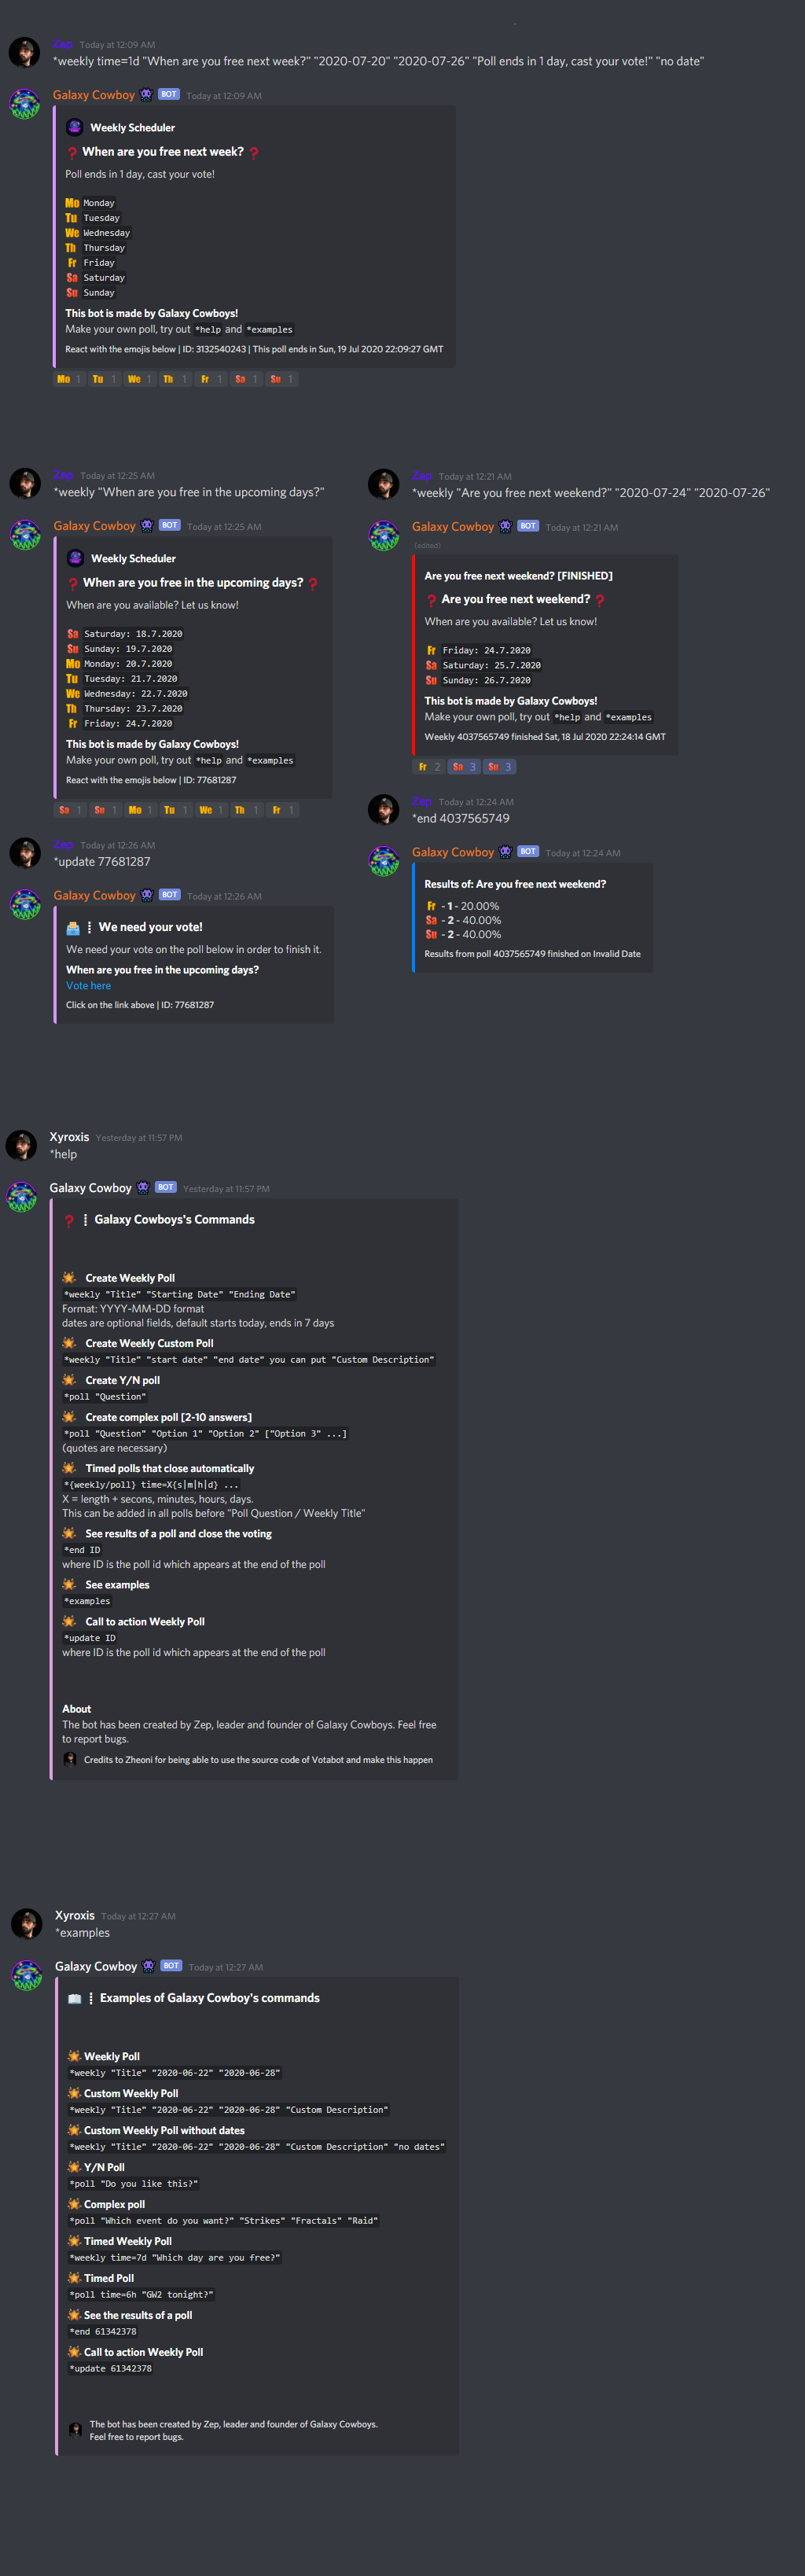 Zep Today at 12:09 AM
*weekly time=1d "When are you free next week?" "2020-07-20" "2020-07-26" "Poll ends in 1 day, cast your vote!" "no date"
Galaxy Cowboy BOT Today at 12:09 AM
Weekly Scheduler
❓ When are you free next week? ❓
Poll ends in 1 day, cast your vote!
Mo Monday
Tu Tuesday
We Wednesday
Th Thursday
Fr Friday
Sa Saturday
Su Sunday
This bot is made by Galaxy Cowboys!
Make your own poll, try out *help and *examples
React with the emojis below | ID: 3132540243 | This poll ends in Sun, 19 Jul 2020 22:09:27 GMT
Mo 1 Tu 1 We 1 Th 1 Fr 1 Sa 1 Su 1
Zep Today at 12:25 AM
*weekly "When are you free in the upcoming days?"
Galaxy Cowboy BOT Today at 12:25 AM
Weekly Scheduler
❓ When are you free in the upcoming days? ❓
When are you available? Let us know!
Sa Saturday: 18.7.2020
Su Sunday: 19.7.2020
Mo Monday: 20.7.2020
Tu Tuesday: 21.7.2020
We Wednesday: 22.7.2020
Th Thursday: 23.7.2020
Fr Friday: 24.7.2020
This bot is made by Galaxy Cowboys!
Make your own poll, try out *help and *examples
React with the emojis below | ID: 77681287
Sa 1 Su 1 Mo 1 Tu 1 We 1 Th 1 Fr 1
Zep Today at 12:26 AM
*update 77681287
Galaxy Cowboy BOT Today at 12:26 AM
We need your vote!
We need your vote on the poll below in order to finish it.
When are you free in the upcoming days?
Vote here
Click on the link above | ID: 77681287
Zep Today at 12:21 AM
*weekly "Are you free next weekend?" "2020-07-24" "2020-07-26"
Galaxy Cowboy BOT Today at 12:21 AM
(edited)
Are you free next weekend? [FINISHED]
❓ Are you free next weekend? ❓
When are you available? Let us know!
Fr Friday: 24.7.2020
Sa Saturday: 25.7.2020
Su Sunday: 26.7.2020
This bot is made by Galaxy Cowboys!
Make your own poll, try out *help and *examples
Weekly 4037565749 finished Sat, 18 Jul 2020 22:24:14 GMT
Fr 2 Sa 3 Su 3
Zep Today at 12:24 AM
*end 4037565749
Galaxy Cowboy BOT Today at 12:24 AM
Results of: Are you free next weekend?
Fr - 1 - 20.00%
Sa - 2 - 40.00%
Su - 2 - 40.00%
Results from poll 4037565749 finished on Invalid Date
Xyroxis Yesterday at 11:57 PM
*help
Galaxy Cowboy BOT Yesterday at 11:57 PM
❓ Galaxy Cowboys's Commands
Create Weekly Poll
*weekly "Title" "Starting Date" "Ending Date"
Format: YYYY-MM-DD format
dates are optional fields, default starts today, ends in 7 days
Create Weekly Custom Poll
*weekly "Title" "start date" "end date" you can put "Custom Description"
Create Y/N poll
*poll "Question"
Create complex poll [2-10 answers]
*poll "Question" "Option 1" "Option 2" ["Option 3" ...]
(quotes are necessary)
Timed polls that close automatically
*{weekly/poll} time=X{s|m|h|d} ...
X = length + secons, minutes, hours, days.
This can be added in all polls before "Poll Question / Weekly Title"
See results of a poll and close the voting
*end ID
where ID is the poll id which appears at the end of the poll
See examples
*examples
Call to action Weekly Poll
*update ID
where ID is the poll id which appears at the end of the poll
About
The bot has been created by Zep, leader and founder of Galaxy Cowboys. Feel free
to report bugs.
Credits to Zheoni for being able to use the source code of Votabot and make this happen
Xyroxis Today at 12:27 AM
*examples
Galaxy Cowboy BOT Today at 12:27 AM
Examples of Galaxy Cowboy's commands
Weekly Poll
*weekly "Title" "2020-06-22" "2020-06-28"
Custom Weekly Poll
*weekly "Title" "2020-06-22" "2020-06-28" "Custom Description"
Custom Weekly Poll without dates
*weekly "Title" "2020-06-22" "2020-06-28" "Custom Description" "no dates"
Y/N Poll
*poll "Do you like this?"
Complex poll
*poll "Which event do you want?" "Strikes" "Fractals" "Raid"
Timed Weekly Poll
*weekly time=7d "Which day are you free?"
Timed Poll
*poll time=6h "GW2 tonight?"
See the results of a poll
*end 61342378
Call to action Weekly Poll
*update 61342378
The bot has been created by Zep, leader and founder of Galaxy Cowboys.
Feel free to report bugs.